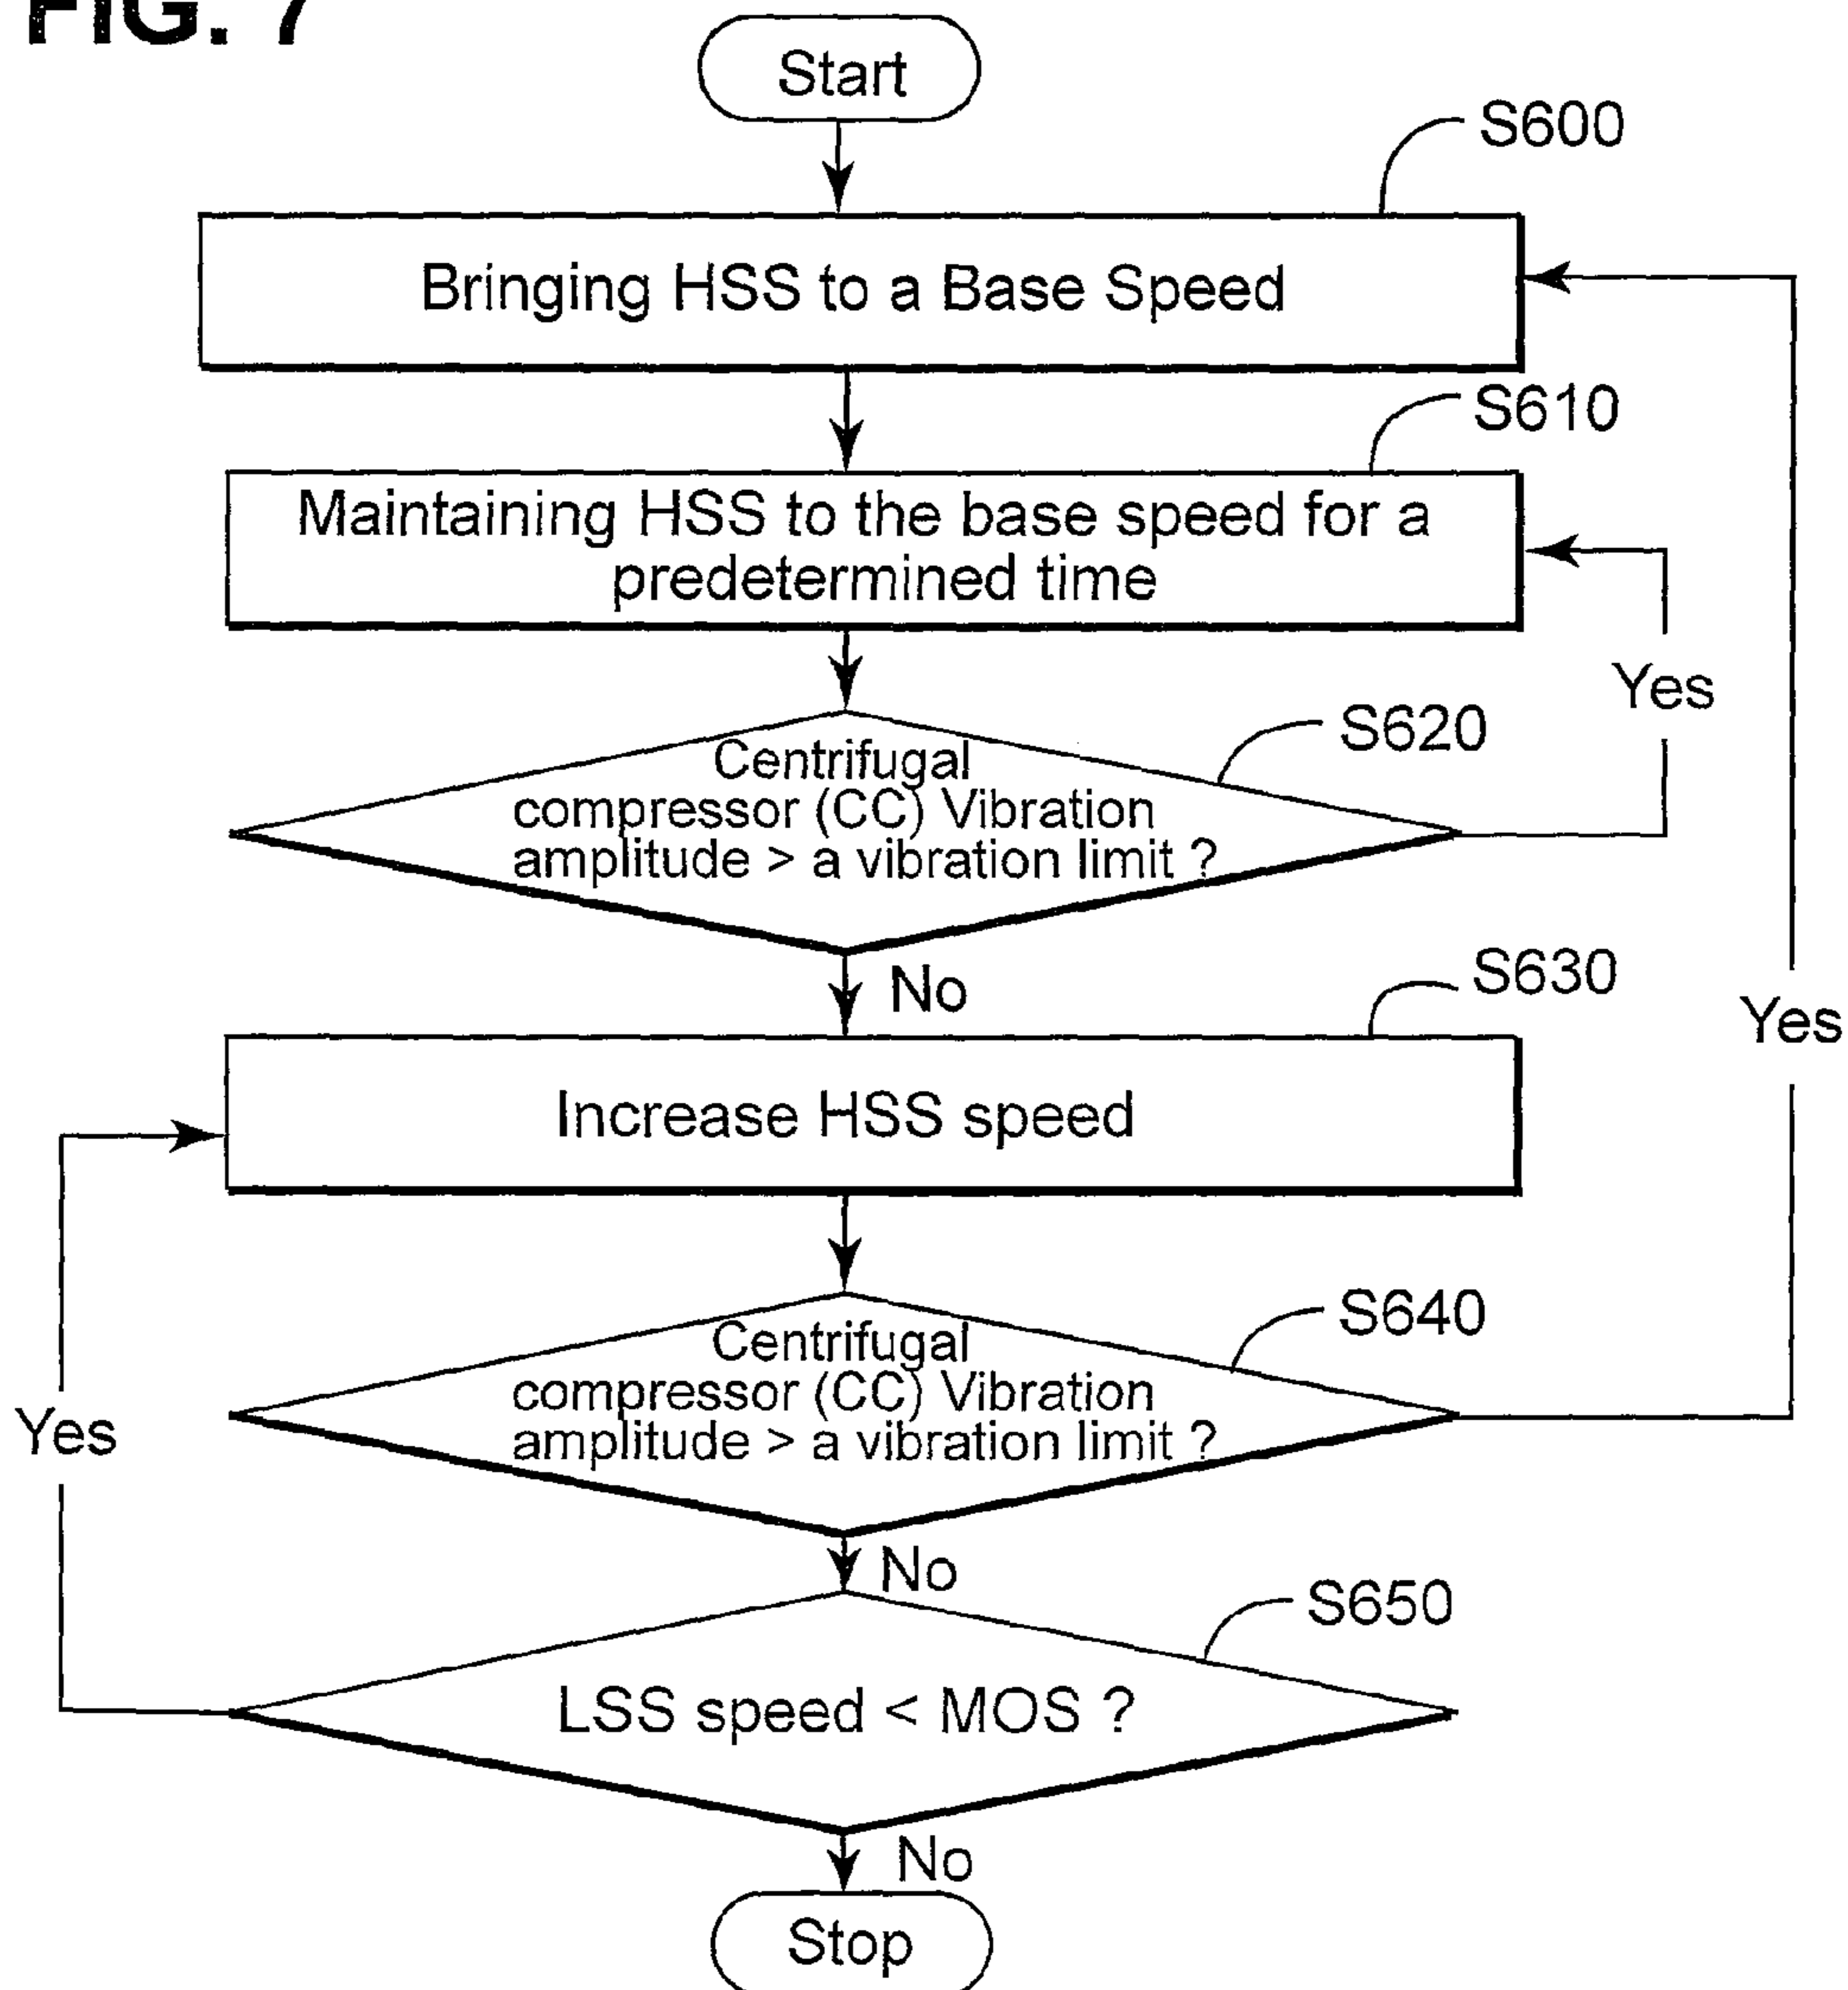 FIG. 7
Start
S600
Bringing HSS to a Base Speed
S610
Maintaining HSS to the base speed for a
predetermined time
Yes
S620
Centrifugal
compressor (CC) Vibration
amplitude > a vibration limit ?
No
S630
Yes
Increase HSS speed
S640
Centrifugal
compressor (CC) Vibration
amplitude > a vibration limit ?
Yes
No
S650
LSS speed < MOS ?
No
Stop